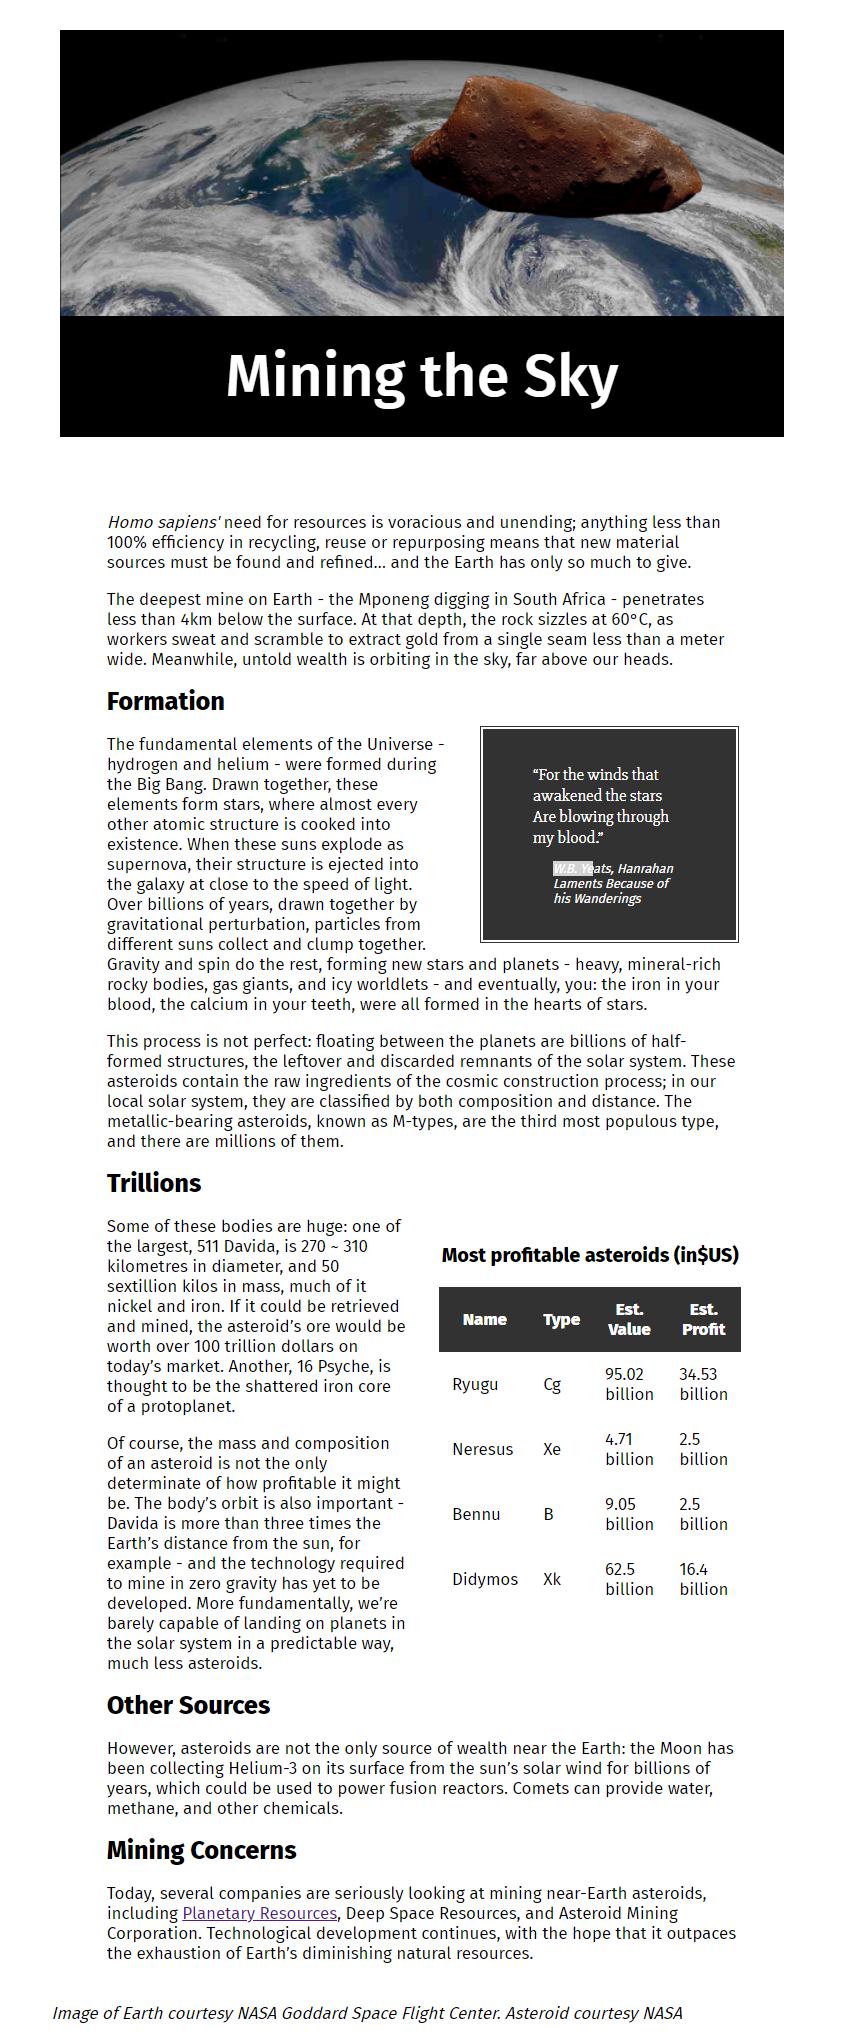 Mining the Sky
Homo sapiens' need for resources is voracious and unending; anything less than
100% efficiency in recycling, reuse or repurposing means that new material
sources must be found and refined... and the Earth has only so much to give.
The deepest mine on Earth - the Mponeng digging in South Africa - penetrates
less than 4km below the surface. At that depth, the rock sizzles at 60°C, as
workers sweat and scramble to extract gold from a single seam less than a meter
wide. Meanwhile, untold wealth is orbiting in the sky, far above our heads.
Formation
The fundamental elements of the Universe -
hydrogen and helium - were formed during
the Big Bang. Drawn together, these
elements form stars, where almost every
other atomic structure is cooked into
existence. When these suns explode as
supernova, their structure is ejected into
the galaxy at close to the speed of light.
Over billions of years, drawn together by
gravitational perturbation, particles from
different suns collect and clump together.
Gravity and spin do the rest, forming new stars and planets - heavy, mineral-rich
rocky bodies, gas giants, and icy worldlets - and eventually, you: the iron in your
blood, the calcium in your teeth, were all formed in the hearts of stars.
“For the winds that
awakened the stars
Are blowing through
my blood.”
W.B. Yeats, Hanrahan
Laments Because of
his Wanderings
This process is not perfect: floating between the planets are billions of half-
formed structures, the leftover and discarded remnants of the solar system. These
asteroids contain the raw ingredients of the cosmic construction process; in our
local solar system, they are classified by both composition and distance. The
metallic-bearing asteroids, known as M-types, are the third most populous type,
and there are millions of them.
Trillions
Some of these bodies are huge: one of
the largest, 511 Davida, is 270 ~ 310
kilometres in diameter, and 50
sextillion kilos in mass, much of it
nickel and iron. If it could be retrieved
and mined, the asteroid’s ore would be
worth over 100 trillion dollars on
today’s market. Another, 16 Psyche, is
thought to be the shattered iron core
of a protoplanet.
Of course, the mass and composition
of an asteroid is not the only
determinate of how profitable it might
be. The body’s orbit is also important -
Davida is more than three times the
Earth’s distance from the sun, for
example - and the technology required
to mine in zero gravity has yet to be
developed. More fundamentally, we’re
barely capable of landing on planets in
the solar system in a predictable way,
much less asteroids.
Most profitable asteroids (in$US)
Name Type Est. Value Est. Profit
Ryugu Cg 95.02 billion 34.53 billion
Neresus Xe 4.71 billion 2.5 billion
Bennu B 9.05 billion 2.5 billion
Didymos Xk 62.5 billion 16.4 billion
Other Sources
However, asteroids are not the only source of wealth near the Earth: the Moon has
been collecting Helium-3 on its surface from the sun’s solar wind for billions of
years, which could be used to power fusion reactors. Comets can provide water,
methane, and other chemicals.
Mining Concerns
Today, several companies are seriously looking at mining near-Earth asteroids,
including Planetary Resources, Deep Space Resources, and Asteroid Mining
Corporation. Technological development continues, with the hope that it outpaces
the exhaustion of Earth’s diminishing natural resources.
Image of Earth courtesy NASA Goddard Space Flight Center. Asteroid courtesy NASA